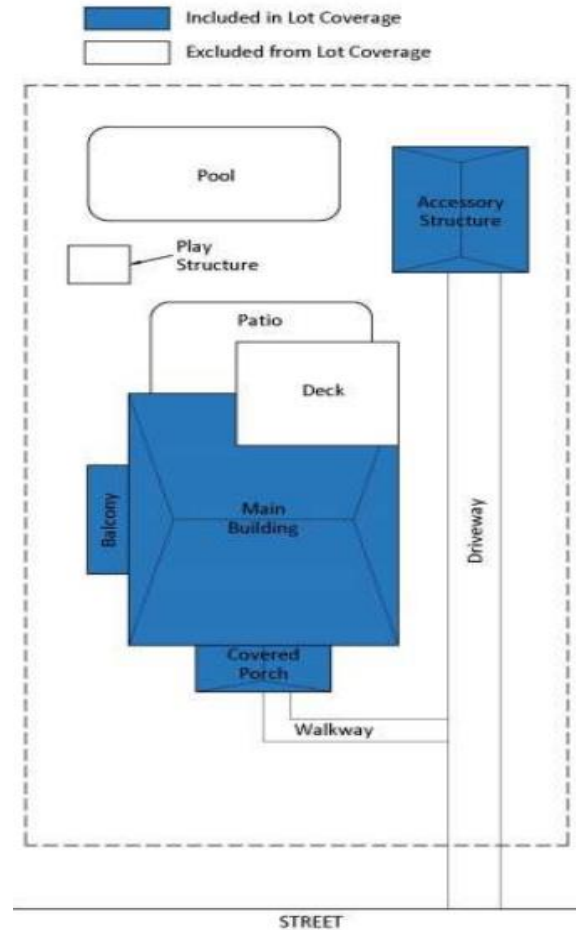 Included in Lot Coverage
Excluded from Lot Coverage
Pool
Accessory
Structure
Play
Structure
Patio
Deck
Balcony
Main
Building
Driveway
Covered
Porch
Walkway
STREET